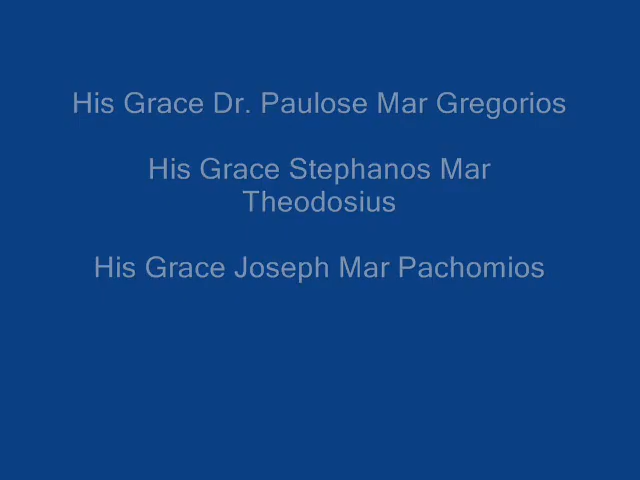 His Grace Dr. Paulose Mar Gregorios
His Grace Stephanos Mar
Theodosius
His Grace Joseph Mar Pachomios